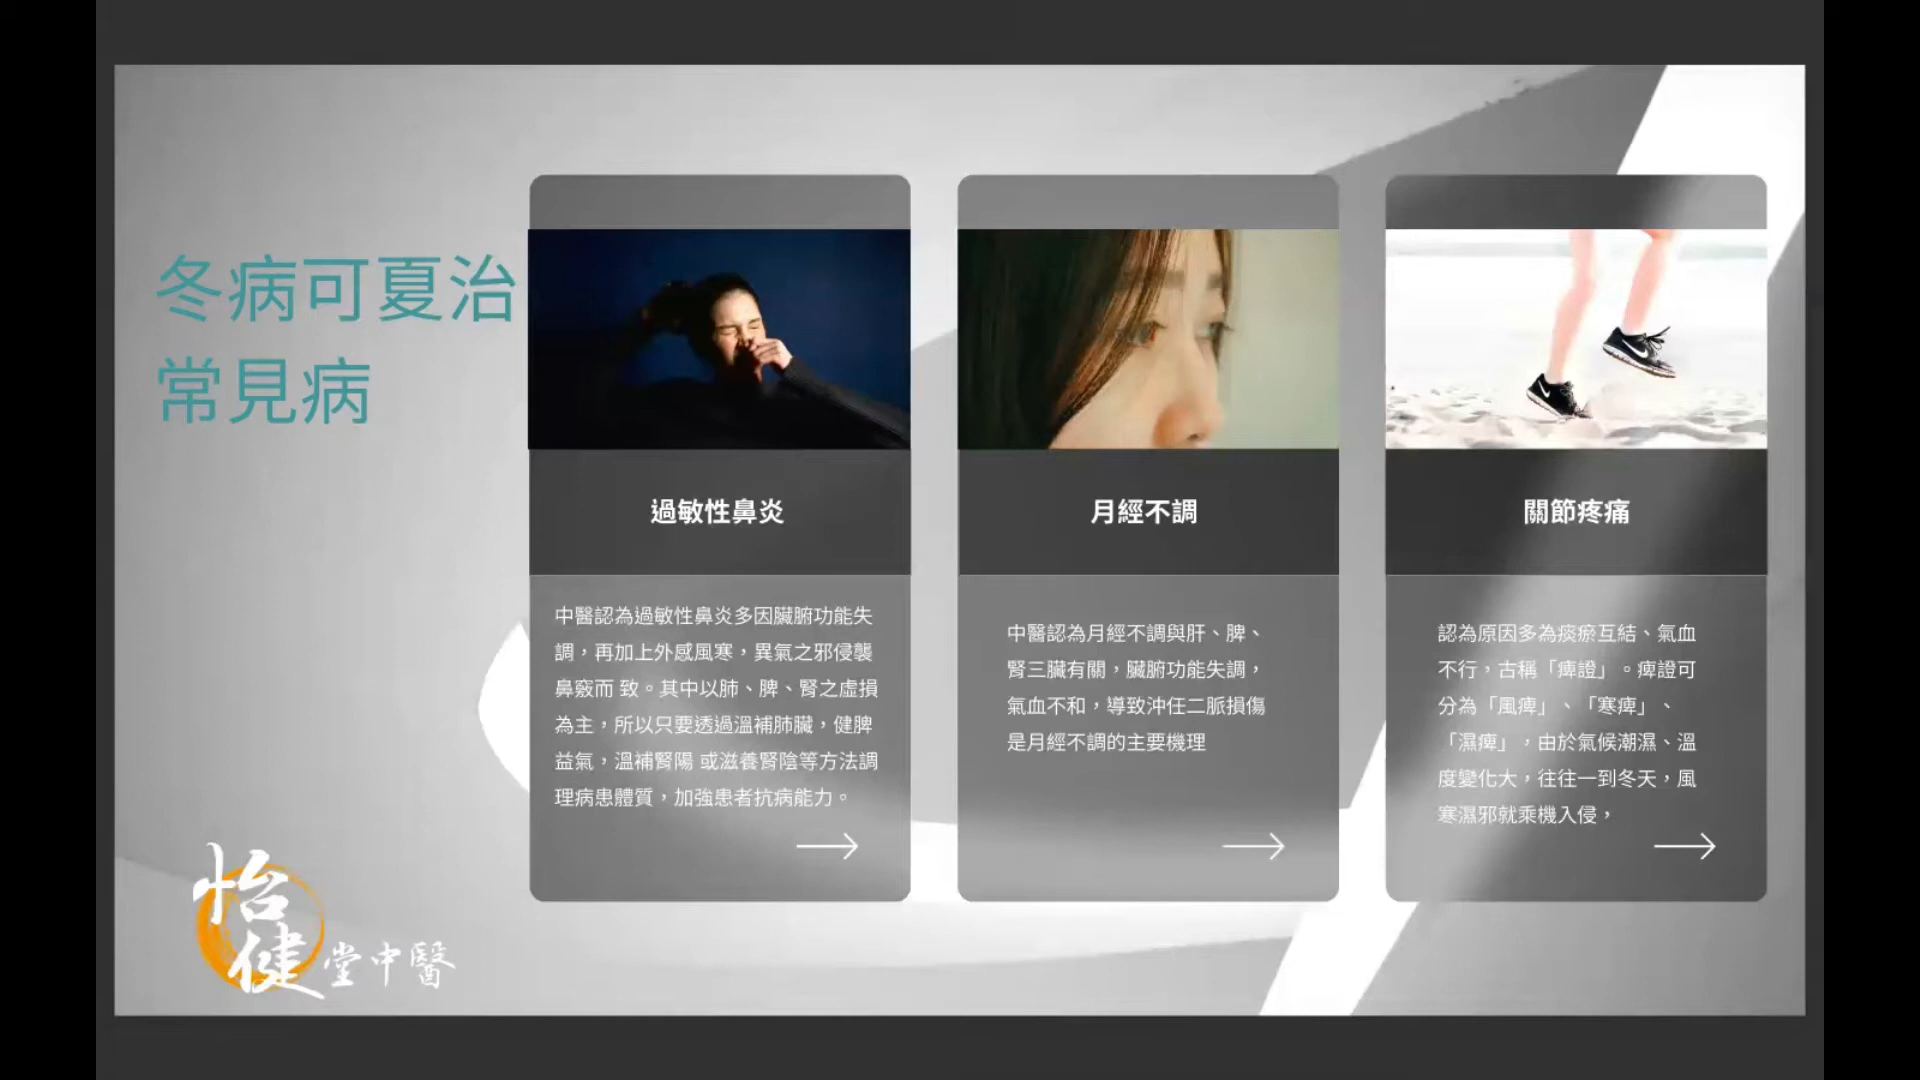 冬病可夏治
常見病
過敏性鼻炎
中醫認為過敏性鼻炎多因臟腑功能失
調，再加上外感風寒，異氣之邪侵襲
鼻竅而 致。其中以肺、脾、腎之虛損
為主，所以只要透過溫補肺臟，健脾
益氣，溫補腎陽 或滋養腎陰等方法調
理病患體質，加強患者抗病能力。
月經不調
中醫認為月經不調與肝、脾、
腎三臟有關，臟腑功能失調，
氣血不和，導致沖任二脈損傷
是月經不調的主要機理
關節疼痛
認為原因多為痰瘀互結、氣血
不行，古稱「痺證」。痺證可
分為「風痺」、「寒痺」、
「濕痺」，由於氣候潮濕、溫
度變化大，往往一到冬天，風
寒濕邪就乘機入侵，
怡健堂中醫